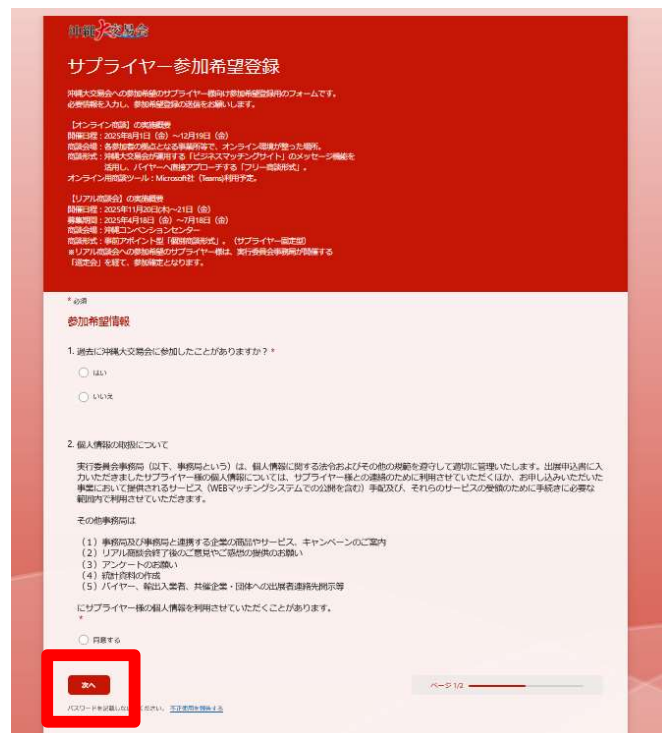 沖縄大交易会
サプライヤー参加希望登録
沖縄大交易会への参加希望のサプライヤー様向け参加希望登録用のフォームです。
必要情報を入力し、参加希望登録の送信をお願いします。
【オンライン商談】の実施概要
開催日程：2025年8月1日（金）～12月19日（金）
商談会場：各参加者の拠点となる事業所等で、オンライン環境が整った場所。
商談形式：沖縄大交易会が運用する「ビジネスマッチングサイト」のメッセージ機能を
活用し、バイヤーへ直接アプローチする「フリー商談形式」。
オンライン用商談ツール：Microsoft社（Teams)利用予定。
【リアル商談会】の実施概要
開催日程：2025年11月20日(木)～21日（金）
募集期間：2025年4月18日（金）～7月18日（金）
商談会場：沖縄コンベンションセンター
商談形式：事前アポイント型「個別商談形式」。（サプライヤー固定型）
※リアル商談会への参加希望のサプライヤー様は、実行委員会事務局が開催する
「選定会」を経て、参加確定となります。
* 必須
参加希望情報
1. 過去に沖縄大交易会に参加したことがありますか？ *
はい
いいえ
2. 個人情報の取扱について
実行委員会事務局（以下、事務局という）は、個人情報に関する法令およびその他の規範を遵守して適切に管理いたします。出展申込書に入
力いただきましたサプライヤー様の個人情報については、サプライヤー様との連絡のために利用させていただくほか、お申し込みいただいた
事業において提供されるサービス（WEBマッチングシステムでの公開を含む）手配及び、それらのサービスの受領のために手続きに必要な
範囲内で利用させていただきます。
その他事務局は
（１）事務局及び事務局と連携する企業の商品やサービス、キャンペーンのご案内
（２）リアル商談会終了後のご意見やご感想の提供のお願い
（３）アンケートのお願い
（４）統計資料の作成
（５）バイヤー、輸出入業者、共催企業・団体への出展者連絡先開示等
にサプライヤー様の個人情報を利用させていただくことがあります。
*
同意する
次へ
ページ 1/2
パスワードを記載しないでください。 不正使用を報告する